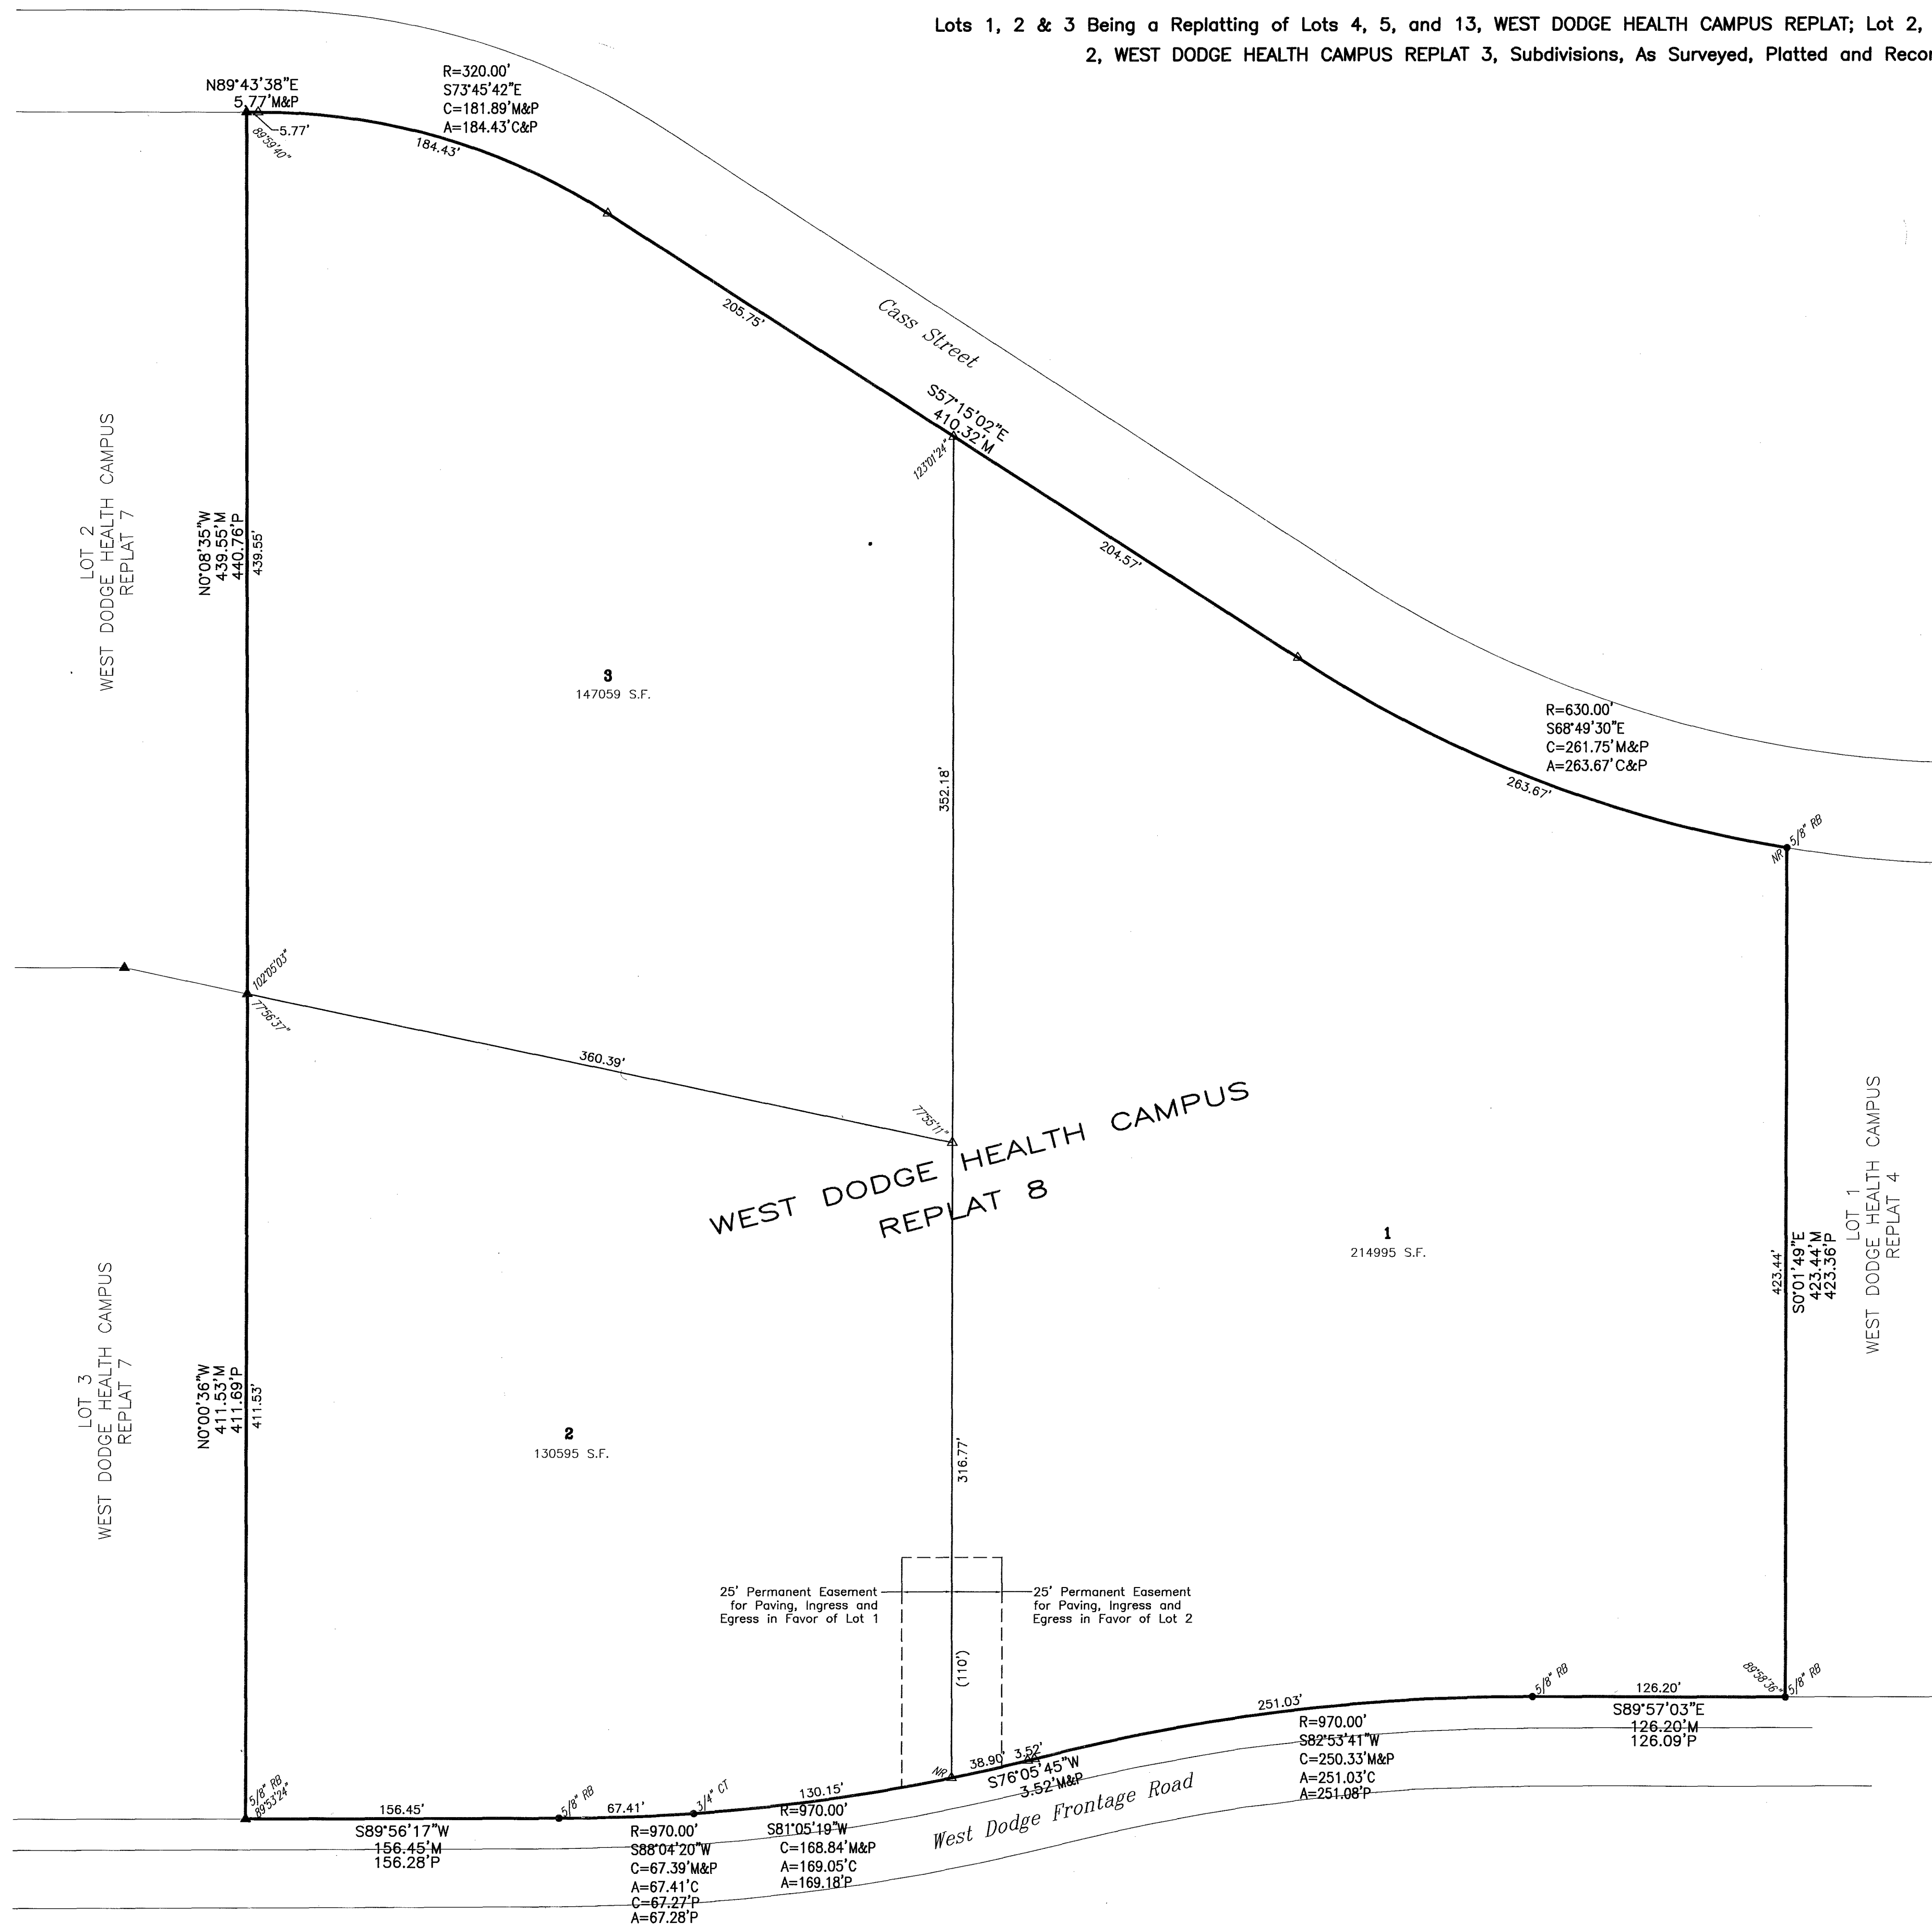 Lots 1, 2 & 3 Being a Replatting of Lots 4, 5, and 13, WEST DODGE HEALTH CAMPUS REPLAT; Lot 2,
2, WEST DODGE HEALTH CAMPUS REPLAT 3, Subdivisions, As Surveyed, Platted and Recor
N89°43'38"E
5.77'M&P
5.77'
89°59'40"
R=320.00'
S73°45'42"E
C=181.89'M&P
A=184.43'C&P
184.43'
205.75'
Cass Street
S57°15'02"E
410.32'M
123°01'24"
204.57'
R=630.00'
S68°49'30"E
C=261.75'M&P
A=263.67'C&P
263.67'
5/8" RB
NR
LOT 2
WEST DODGE HEALTH CAMPUS
REPLAT 7
N0°08'35"W
439.55'M
440.76'P
439.55'
3
147059 S.F.
352.18'
102°05'03"
77°56'37"
360.39'
77°55'11"
WEST DODGE HEALTH CAMPUS
REPLAT 8
1
214995 S.F.
423.44'
S0°01'49"E
423.44'M
423.36'P
LOT 1
WEST DODGE HEALTH CAMPUS
REPLAT 4
LOT 3
WEST DODGE HEALTH CAMPUS
REPLAT 7
N0°00'36"W
411.53'M
411.69'P
411.53'
2
130595 S.F.
316.77'
25' Permanent Easement
for Paving, Ingress and
Egress in Favor of Lot 1
25' Permanent Easement
for Paving, Ingress and
Egress in Favor of Lot 2
(110')
5/8" RB
89°58'36"
5/8" RB
126.20'
S89°57'03"E
126.20'M
126.09'P
251.03'
R=970.00'
S82°53'41"W
C=250.33'M&P
A=251.03'C
A=251.08'P
38.90'
3.52'
NR
S76°05'45"W
3.52'M&P
West Dodge Frontage Road
5/8" RB
89°53'24"
156.45'
S89°56'17"W
156.45'M
156.28'P
5/8" RB
67.41'
3/4" CT
R=970.00'
S88°04'20"W
C=67.39'M&P
A=67.41'C
C=67.27'P
A=67.28'P
130.15'
R=970.00'
S81°05'19"W
C=168.84'M&P
A=169.05'C
A=169.18'P